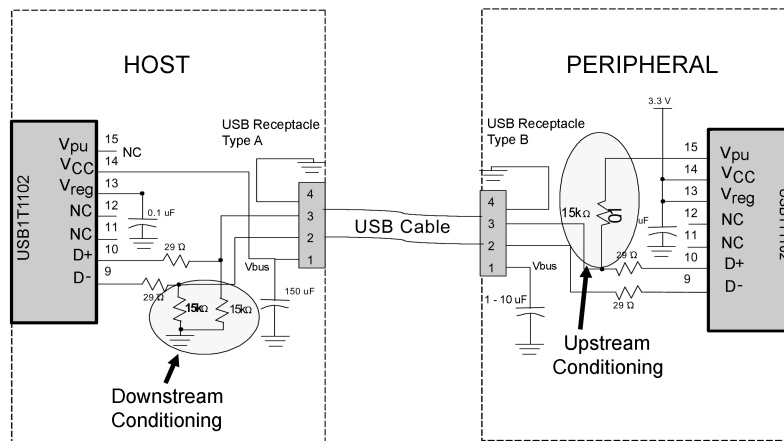 HOST
PERIPHERAL
USB Receptacle
Type A
USB Receptacle
Type B
3.3 V
USB1T1102
Vpu
15
NC
VCC
14
Vreg
13
NC
12
NC
11
D+
10
D-
9
0.1 uF
29 Ω
29 Ω
15kΩ
15kΩ
Vbus
150 uF
4
3
2
1
USB Cable
4
3
2
1
Vbus
1 - 10 uF
15kΩ
uF
29 Ω
29 Ω
15
Vpu
14
VCC
13
Vreg
12
NC
11
NC
10
D+
9
D-
Downstream
Conditioning
Upstream
Conditioning